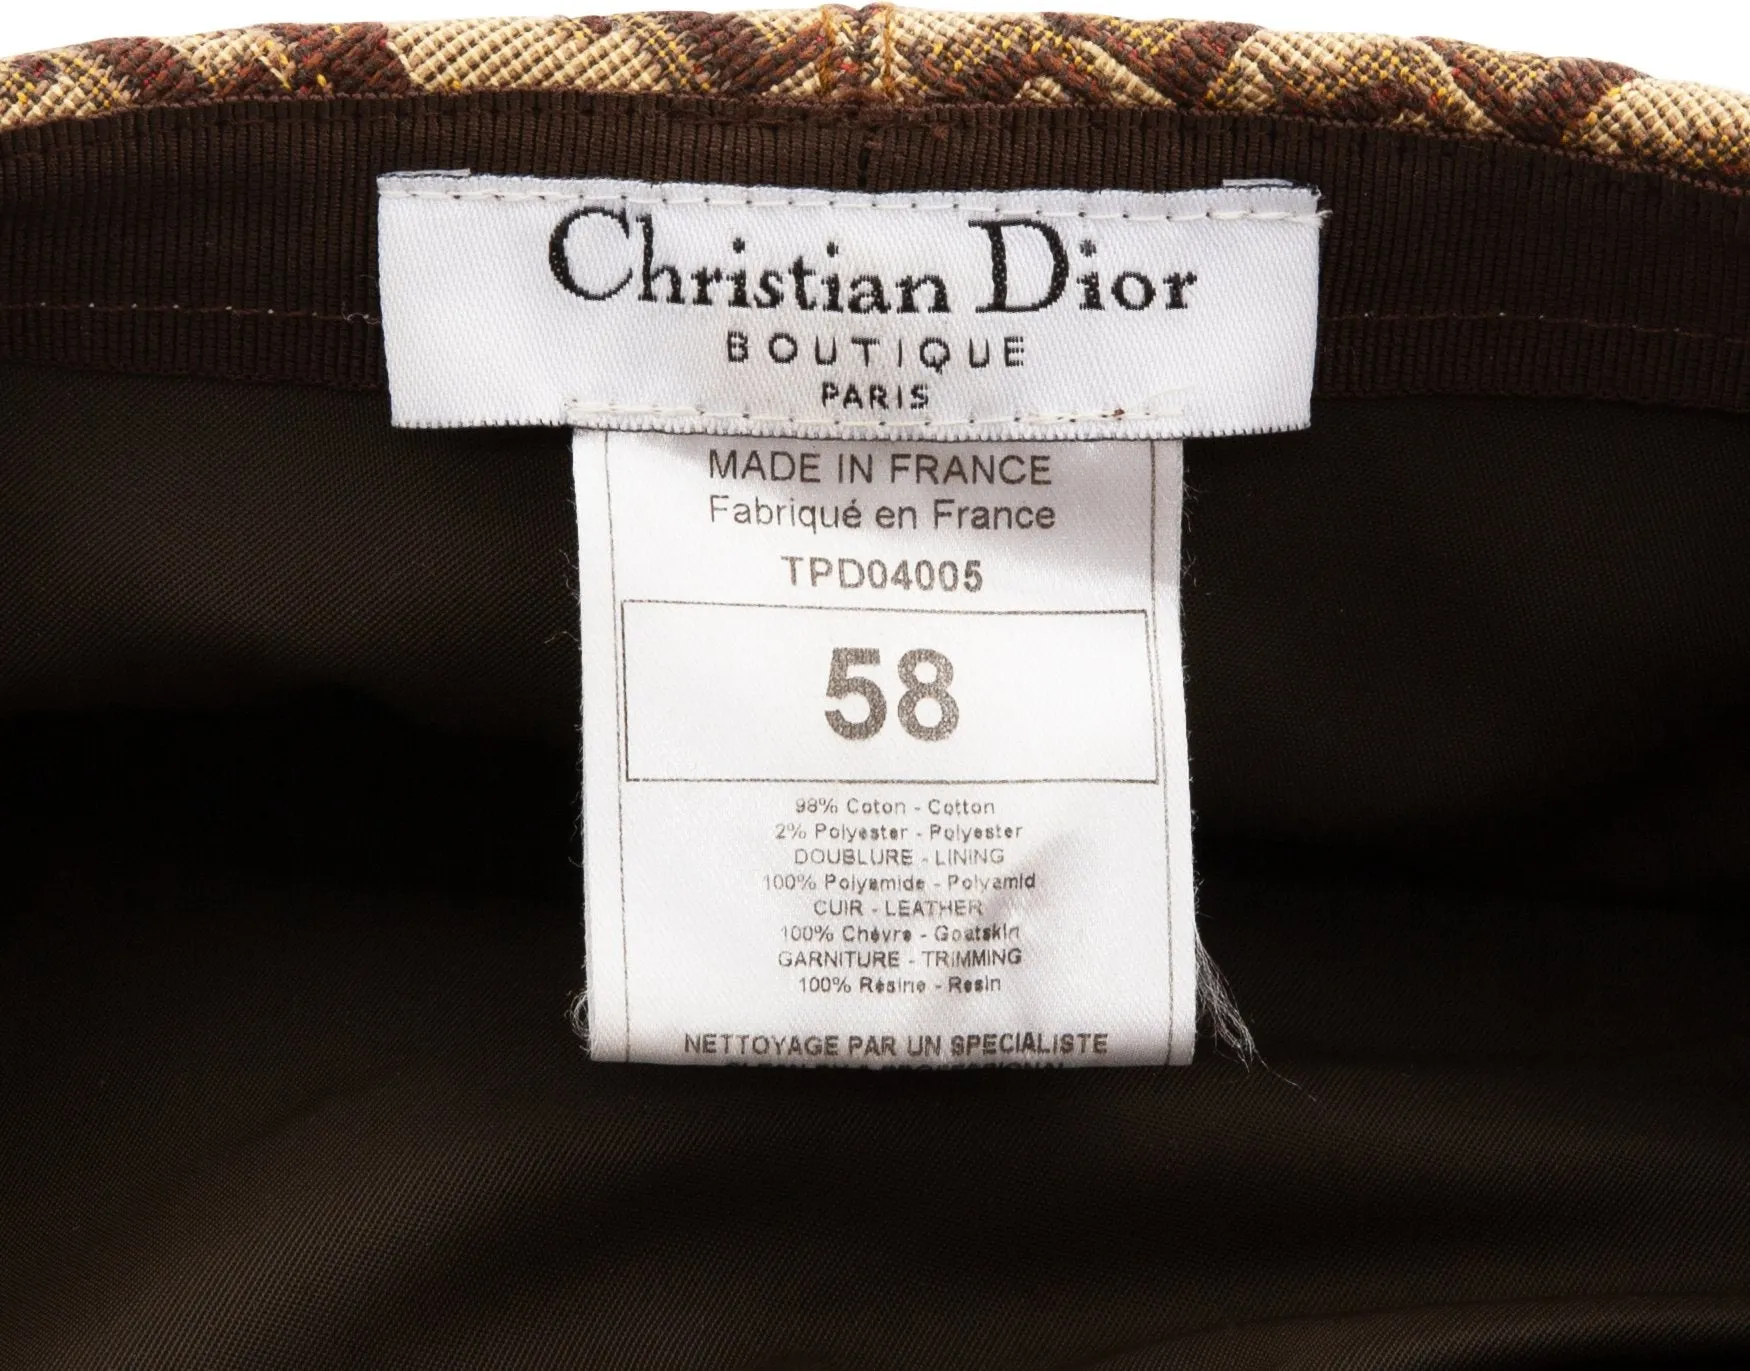 Christian Dior
BOUTIQUE
PARIS
MADE IN FRANCE
Fabriqué en France
TPD04005
58
98% Coton - Cotton
2% Polyester - Polyester
DOUBLURE - LINING
100% Polyamide - Polyamid
CUIR - LEATHER
100% Chèvre - Goatskin
GARNITURE - TRIMMING
100% Résine - Resin
NETTOYAGE PAR UN SPECIALISTE